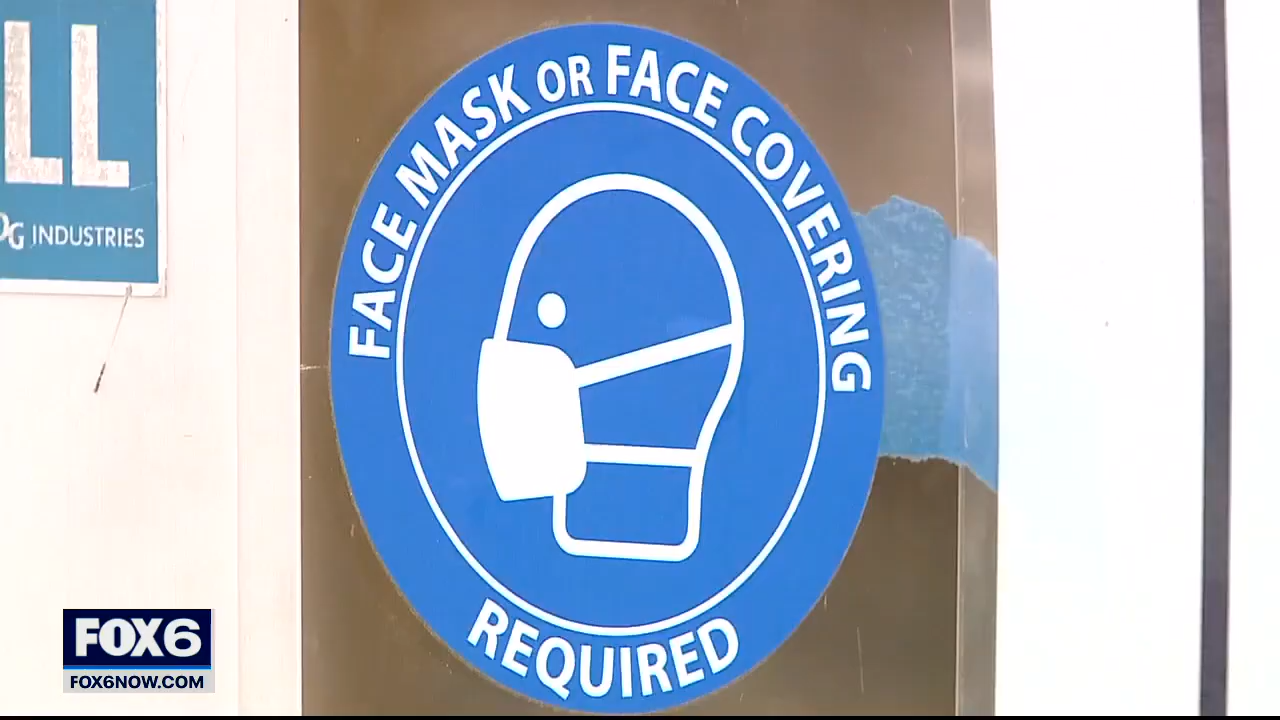 LL
INDUSTRIES
FACE MASK OR FACE COVERING
REQUIRED
FOX6
FOX6NOW.COM